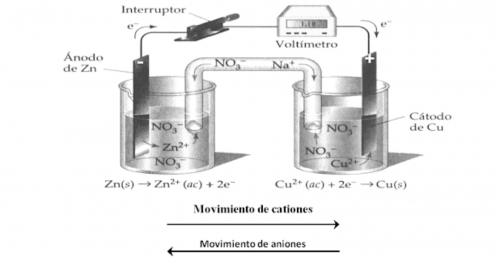 Interruptor
e⁻
e⁻
Voltímetro
Ánodo
de Zn
-
+
NO₃⁻
Na⁺
Cátodo
de Cu
NO₃⁻
Zn²⁺
NO₃⁻
NO₃⁻
NO₃⁻
Cu²⁺
Zn(s) → Zn²⁺ (ac) + 2e⁻
Cu²⁺ (ac) + 2e⁻ → Cu(s)
Movimiento de cationes
Movimiento de aniones